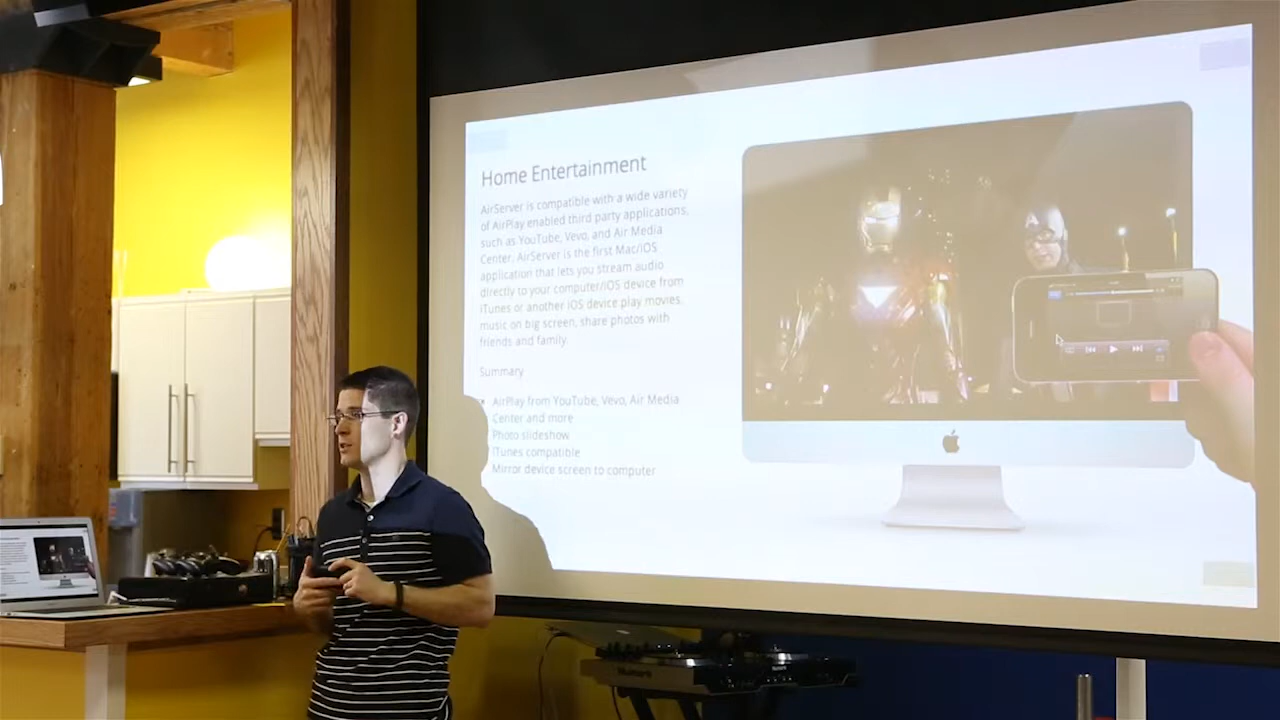 Home Entertainment
AirServer is compatible with a wide variety
of AirPlay enabled third party applications,
such as YouTube, Vevo, and Air Media
Center. AirServer is the first Mac/iOS
application that lets you stream audio
directly to your computer/iOS device from
iTunes or another iOS device play movies,
music on big screen, share photos with
friends and family.
Summary
AirPlay from YouTube, Vevo, Air Media
Center and more
Photo slideshow
iTunes compatible
Mirror device screen to computer
Numark